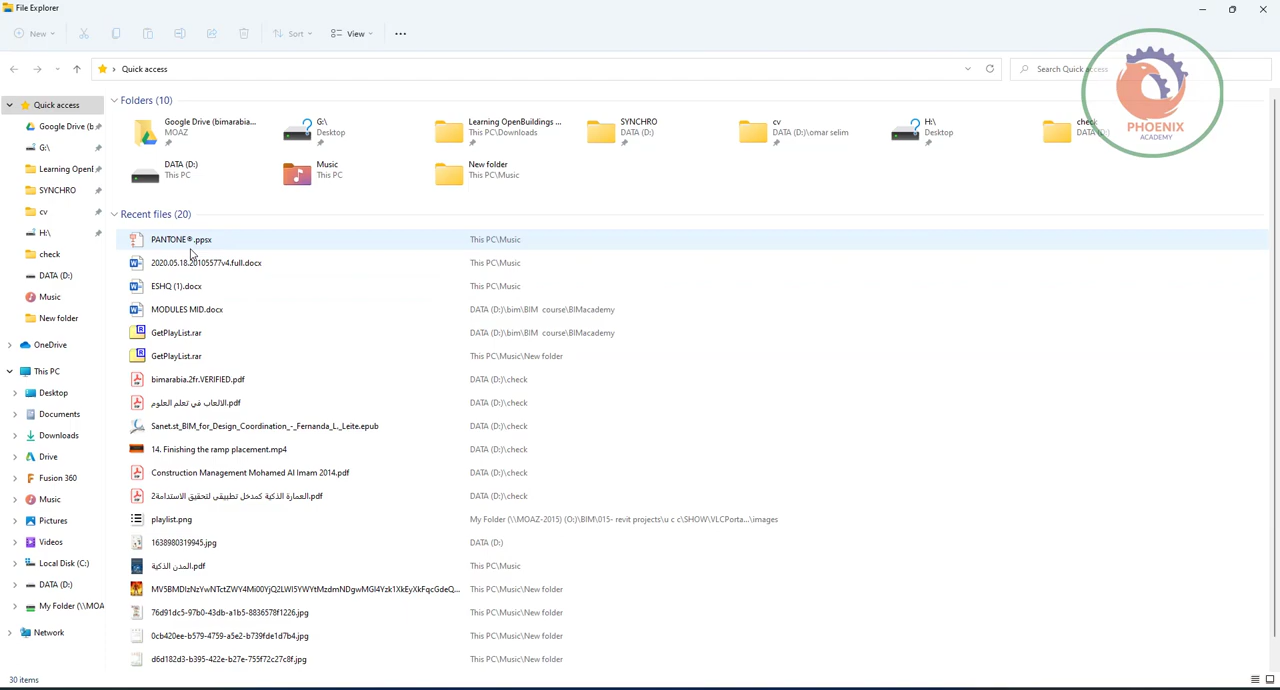 File Explorer
New
Sort
View
Quick access
Search Quick access
PHOENIX
ACADEMY
Quick access
Google Drive (b
G:\
Learning OpenB
SYNCHRO
cv
H:\
check
DATA (D:)
Music
New folder
OneDrive
This PC
Desktop
Documents
Downloads
Drive
Fusion 360
Music
Pictures
Videos
Local Disk (C:)
DATA (D:)
My Folder (\\MOA
Network
Folders (10)
Google Drive (bimarabia...
MOAZ
G:\
Desktop
Learning OpenBuildings ...
This PC\Downloads
SYNCHRO
DATA (D:)
cv
DATA (D:)\omar selim
H:\
Desktop
check
DATA (D:)
DATA (D:)
This PC
Music
This PC
New folder
This PC\Music
Recent files (20)
PANTONE®.ppsx This PC\Music
2020.05.18.20105577v4.full.docx This PC\Music
ESHQ (1).docx This PC\Music
MODULES MID.docx DATA (D:)\bim\BIM course\BIMacademy
GetPlayList.rar DATA (D:)\bim\BIM course\BIMacademy
GetPlayList.rar This PC\Music\New folder
bimarabia.2fr.VERIFIED.pdf DATA (D:)\check
الالعاب في تعلم العلوم.pdf DATA (D:)\check
Sanet.st_BIM_for_Design_Coordination_-_Fernanda_L._Leite.epub DATA (D:)\check
14. Finishing the ramp placement.mp4 DATA (D:)\check
Construction Management Mohamed Al Imam 2014.pdf DATA (D:)\check
العمارة الذكية كمدخل تطبيقي لتحقيق الاستدامة2.pdf DATA (D:)\check
playlist.png My Folder (\\MOAZ-2015) (O:)\BIM\015- revit projects\u c c\SHOW\VLCPorta...\images
1638980319945.jpg DATA (D:)
المدن الذكية.pdf This PC\Music
This PC\Music\New folder
76d91dc5-97b0-43db-a1b5-8836578f1226.jpg This PC\Music\New folder
0cb420ee-b579-4759-a5e2-b739fde1d7b4.jpg This PC\Music\New folder
d6d182d3-b395-422e-b27e-755f72c27c8f.jpg This PC\Music\New folder
30 items